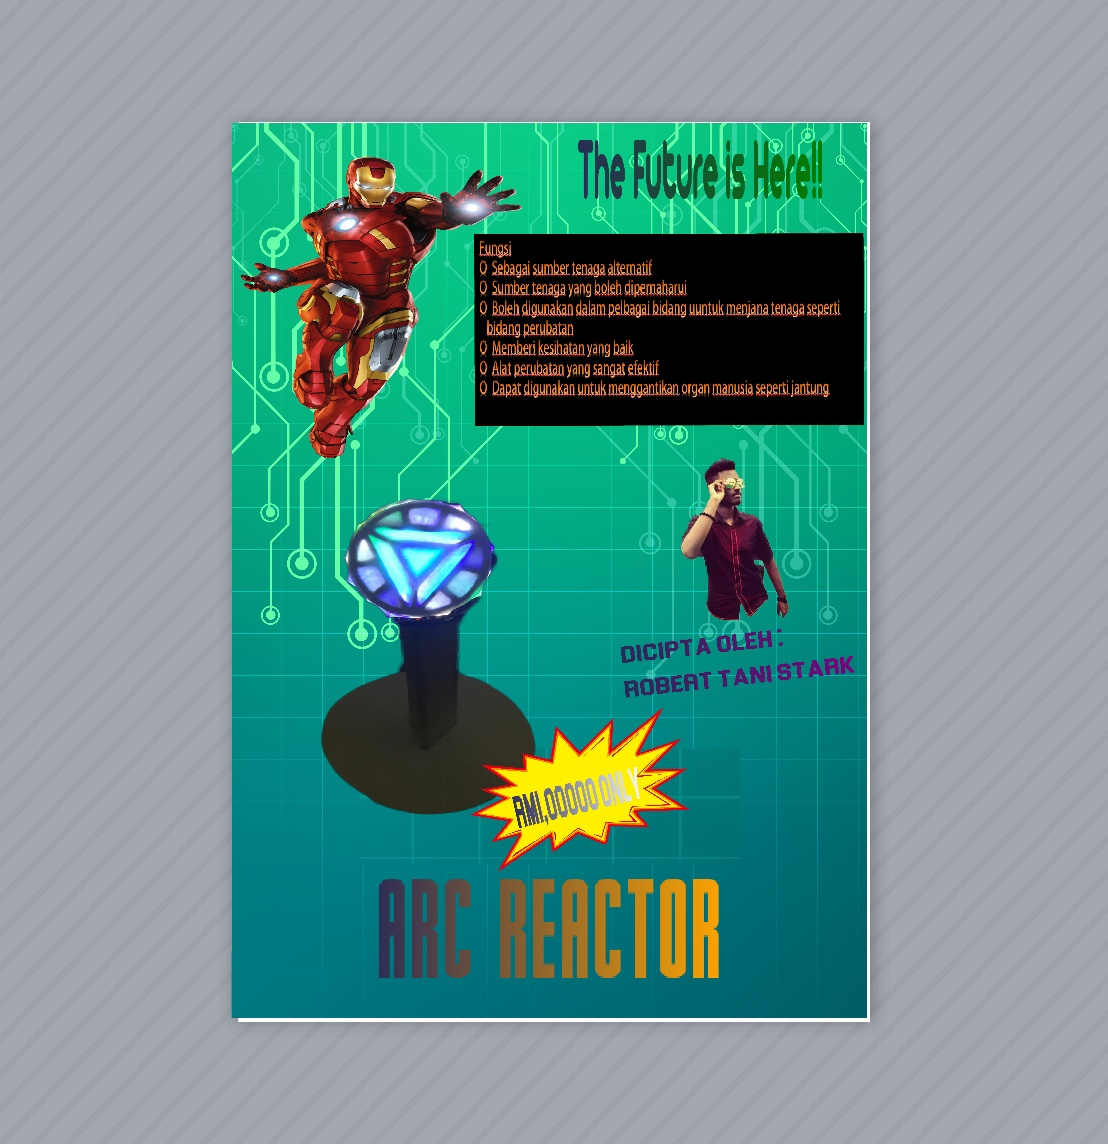 The Future is Here!!
Fungsi
O Sebagai sumber tenaga alternatif
O Sumber tenaga yang boleh dipernaharui
O Boleh digunakan dalam pelbagai bidang uuntuk menjana tenaga seperti
bidang perubatan
O Memberi kesihatan yang baik
O Alat perubatan yang sangat efektif
O Dapat digunakan untuk menggantikan organ manusia seperti jantung
DICIPTA OLEH :
ROBERT TANI STARK
RM1,00000 ONLY
ARC REACTOR